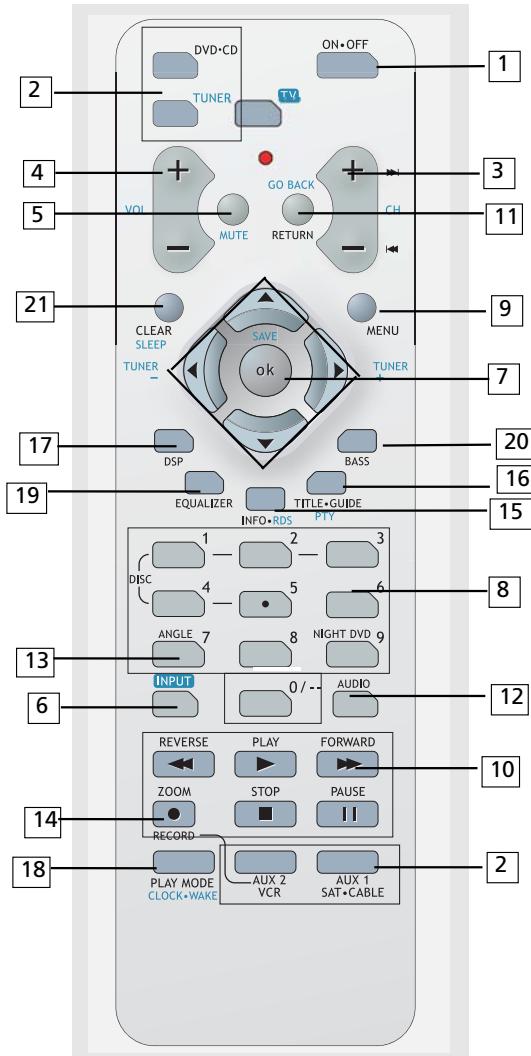 DVD•CD
ON•OFF
1
2
TUNER
TV
4
+
+
3
GO BACK
VOL
5
CH
11
MUTE
RETURN
−
−
21
9
CLEAR
MENU
SLEEP
SAVE
TUNER
−
TUNER
+
ok
7
17
DSP
BASS
20
19
EQUALIZER
TITLE•GUIDE
16
INFO•RDS
PTY
15
1
2
3
DISC
4
5
6
8
ANGLE
7
8
NIGHT DVD
9
13
INPUT
0 / --
AUDIO
6
12
REVERSE
PLAY
FORWARD
10
ZOOM
STOP
PAUSE
14
RECORD
18
2
PLAY MODE
AUX 2
AUX 1
CLOCK•WAKE
VCR
SAT•CABLE